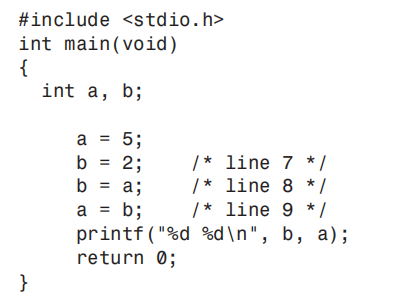 #include <stdio.h>
int main(void)
{
  int a, b;

     a = 5;
     b = 2;    /* line 7 */
     b = a;    /* line 8 */
     a = b;    /* line 9 */
     printf("%d %d\n", b, a);
     return 0;
}